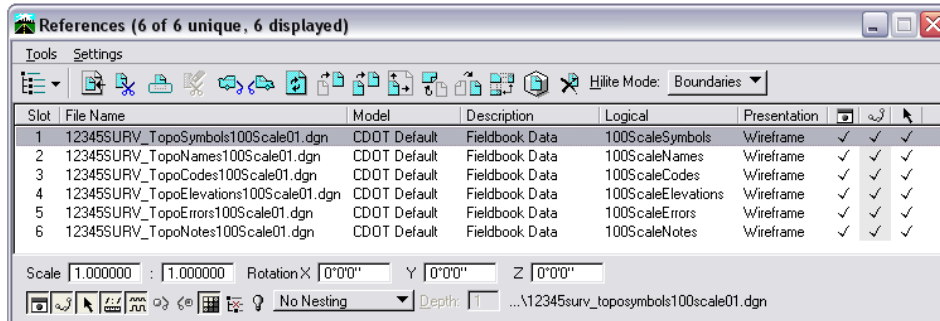 References (6 of 6 unique, 6 displayed)
Tools Settings
Hilite Mode: Boundaries
Slot File Name Model Description Logical Presentation
1 12345SURV_TopoSymbols100Scale01.dgn CDOT Default Fieldbook Data 100ScaleSymbols Wireframe
2 12345SURV_TopoNames100Scale01.dgn CDOT Default Fieldbook Data 100ScaleNames Wireframe
3 12345SURV_TopoCodes100Scale01.dgn CDOT Default Fieldbook Data 100ScaleCodes Wireframe
4 12345SURV_TopoElevations100Scale01.dgn CDOT Default Fieldbook Data 100ScaleElevations Wireframe
5 12345SURV_TopoErrors100Scale01.dgn CDOT Default Fieldbook Data 100ScaleErrors Wireframe
6 12345SURV_TopoNotes100Scale01.dgn CDOT Default Fieldbook Data 100ScaleNotes Wireframe
Scale 1.000000 : 1.000000 Rotation X 0°0'0" Y 0°0'0" Z 0°0'0"
No Nesting Depth: 1 ...\12345surv_toposymbols100scale01.dgn